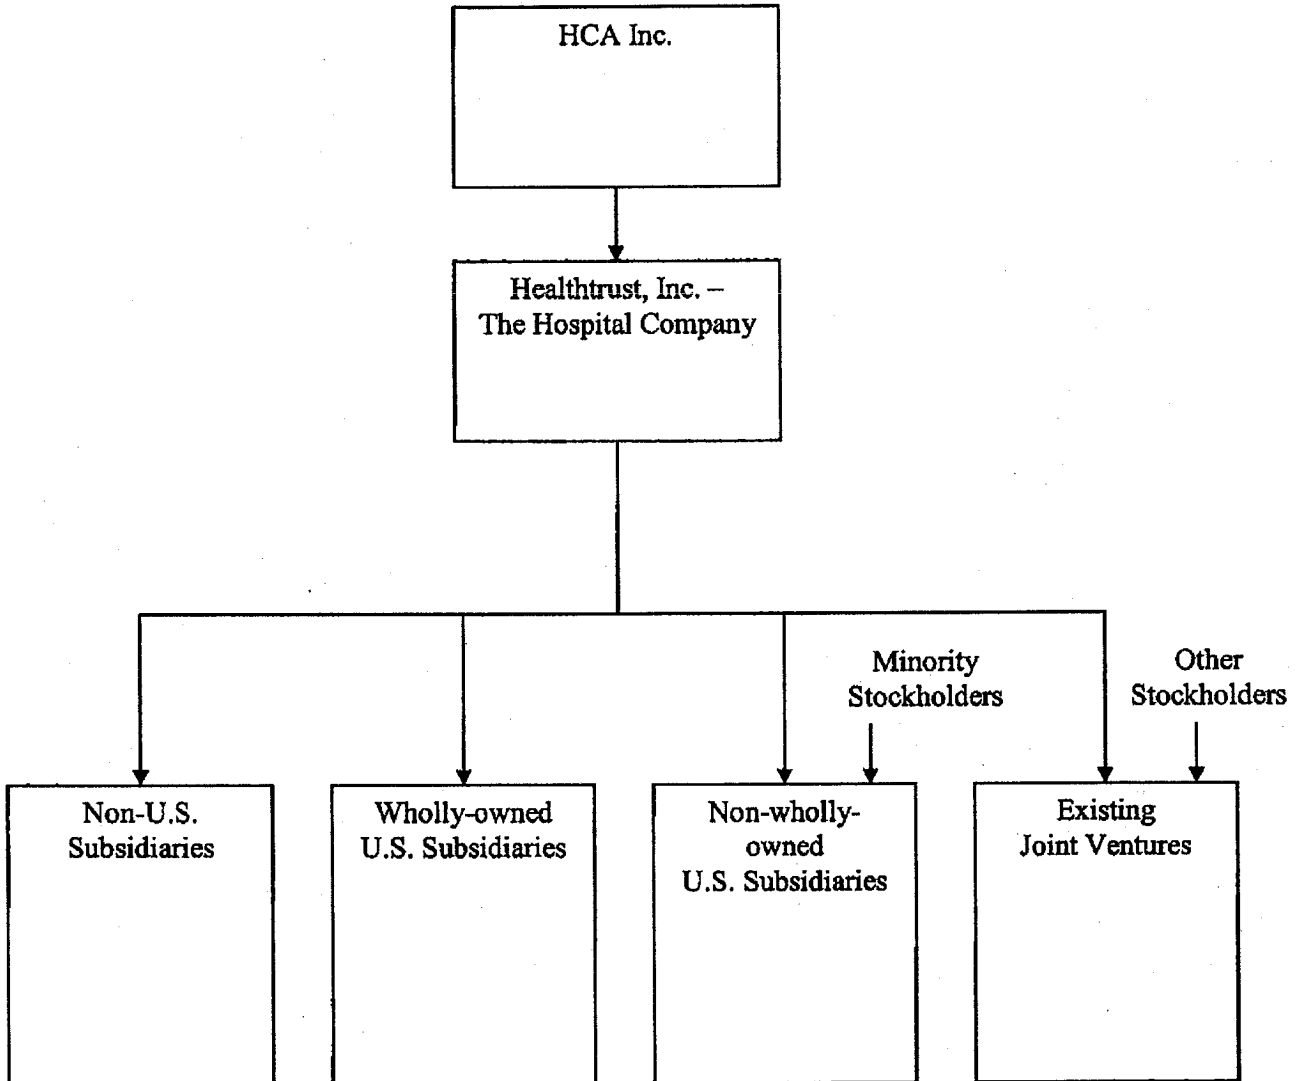 HCA Inc.
Healthtrust, Inc. –
The Hospital Company
Minority
Stockholders
Other
Stockholders
Non-U.S.
Subsidiaries
Wholly-owned
U.S. Subsidiaries
Non-wholly-
owned
U.S. Subsidiaries
Existing
Joint Ventures